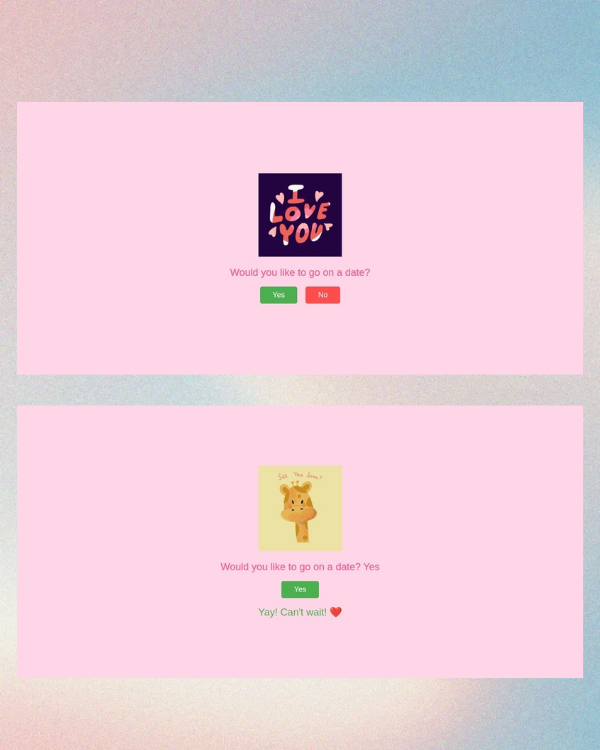 I
LOVE
YOU
Would you like to go on a date?
Yes
No
See You Soon!
Would you like to go on a date? Yes
Yes
Yay! Can't wait! ❤️